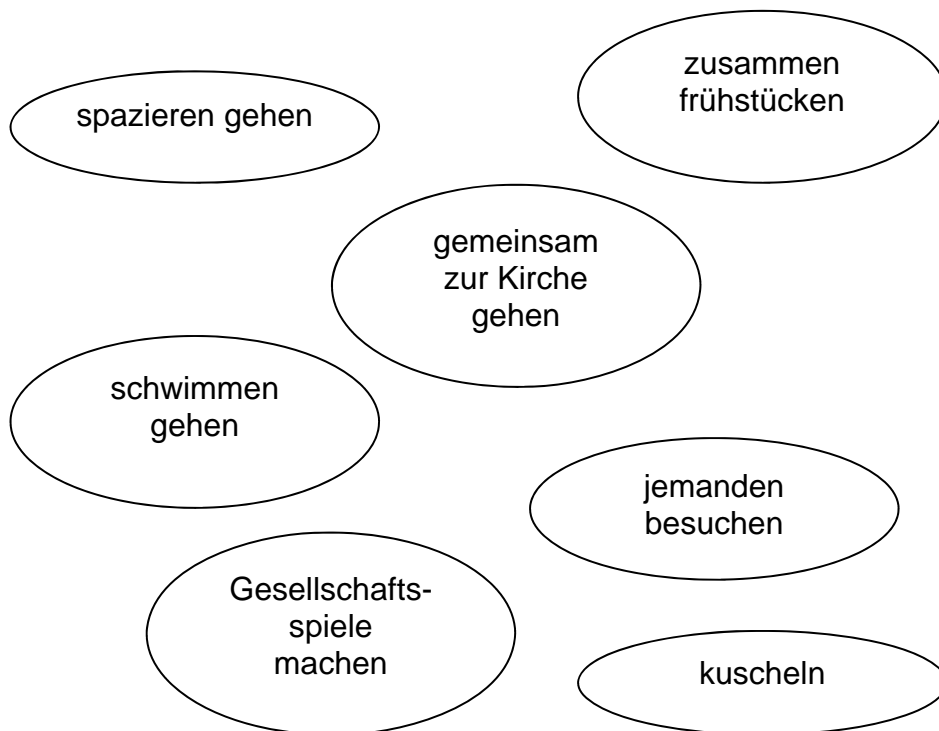 zusammen
frühstücken
spazieren gehen
gemeinsam
zur Kirche
gehen
schwimmen
gehen
jemanden
besuchen
Gesellschafts-
spiele
machen
kuscheln